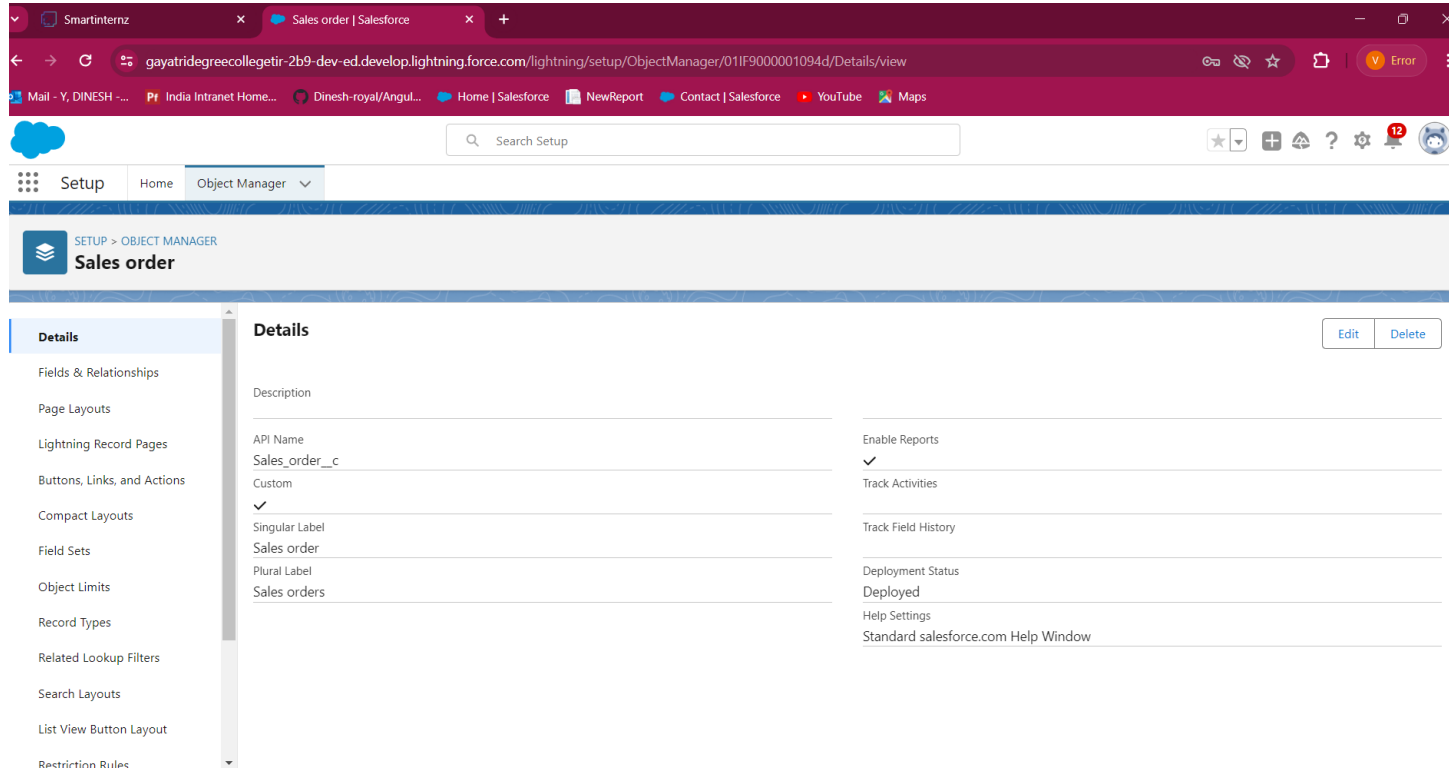 Smartinternz
Sales order | Salesforce
gayatridegreecollegetir-2b9-dev-ed.develop.lightning.force.com/lightning/setup/ObjectManager/01IF9000001094d/Details/view
V Error
Mail - Y, DINESH -... Pf India Intranet Home... Dinesh-royal/Angul... Home | Salesforce NewReport Contact | Salesforce YouTube Maps
Search Setup
12
Setup Home Object Manager
SETUP > OBJECT MANAGER
Sales order
Details
Fields & Relationships
Page Layouts
Lightning Record Pages
Buttons, Links, and Actions
Compact Layouts
Field Sets
Object Limits
Record Types
Related Lookup Filters
Search Layouts
List View Button Layout
Restriction Rules
Details
Edit Delete
Description
API Name
Sales_order__c
Custom
Singular Label
Sales order
Plural Label
Sales orders
Enable Reports
Track Activities
Track Field History
Deployment Status
Deployed
Help Settings
Standard salesforce.com Help Window